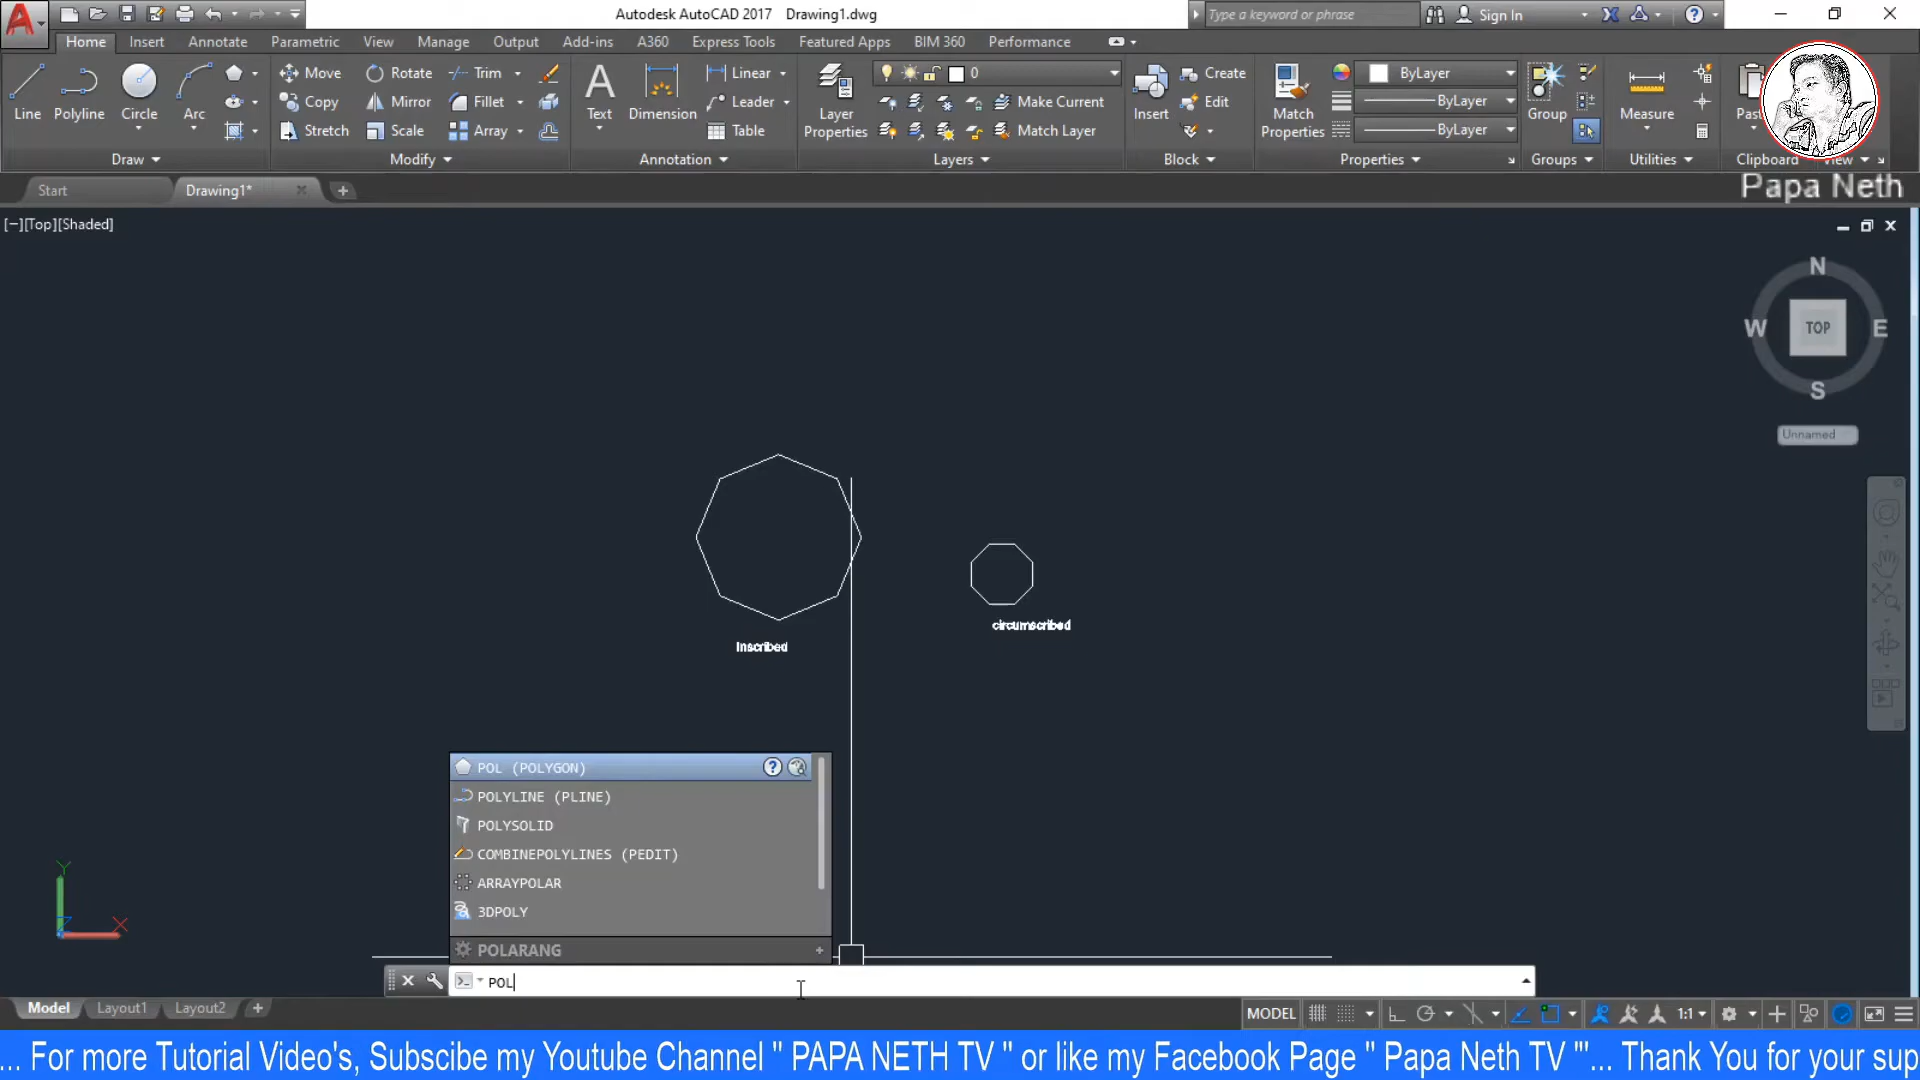 Autodesk AutoCAD 2017 Drawing1.dwg
Type a keyword or phrase
Sign In
Home Insert Annotate Parametric View Manage Output Add-ins A360 Express Tools Featured Apps BIM 360 Performance
Line Polyline Circle Arc
Move Rotate Trim
Copy Mirror Fillet
Stretch Scale Array
Text Dimension
Linear
Leader
Table
Layer Properties
0
Make Current
Match Layer
Insert
Create
Edit
Match Properties
ByLayer
ByLayer
ByLayer
Group
Measure
Draw Modify Annotation Layers Block Properties Groups Utilities Clipboard
Start Drawing1*
Papa Neth
[−][Top][Shaded]
N
W TOP E
S
Unnamed
inscribed
circumscribed
POL (POLYGON)
POLYLINE (PLINE)
POLYSOLID
COMBINEPOLYLINES (PEDIT)
ARRAYPOLAR
3DPOLY
POLARANG
POL
Y
X
Model Layout1 Layout2
MODEL 1:1
... For more Tutorial Video's, Subscibe my Youtube Channel " PAPA NETH TV " or like my Facebook Page " Papa Neth TV "'... Thank You for your sup